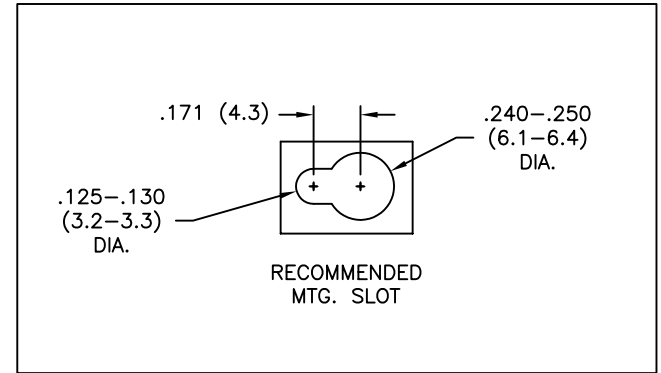 .171 (4.3)
.240–.250
(6.1–6.4)
DIA.
.125–.130
(3.2–3.3)
DIA.
RECOMMENDED
MTG. SLOT